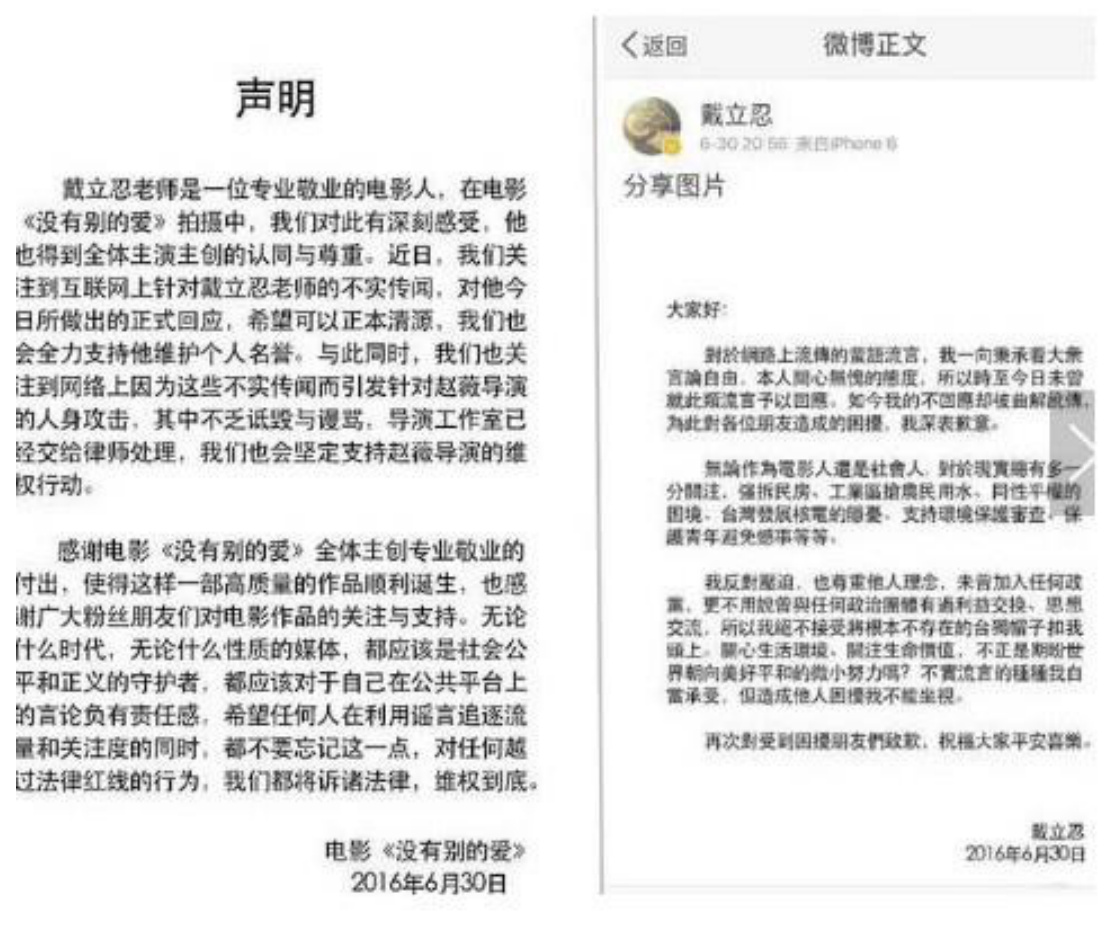 声明
戴立忍老师是一位专业敬业的电影人，在电影
《没有别的爱》拍摄中，我们对此有深刻感受，他
也得到全体主演主创的认同与尊重。近日，我们关
注到互联网上针对戴立忍老师的不实传闻，对他今
日所做出的正式回应，希望可以正本清源，我们也
会全力支持他维护个人名誉。与此同时，我们也关
注到网络上因为这些不实传闻而引发针对赵薇导演
的人身攻击，其中不乏诋毁与谩骂，导演工作室已
经交给律师处理，我们也会坚定支持赵薇导演的维
权行动。
感谢电影《没有别的爱》全体主创专业敬业的
付出，使得这样一部高质量的作品顺利诞生，也感
谢广大粉丝朋友们对电影作品的关注与支持。无论
什么时代，无论什么性质的媒体，都应该是社会公
平和正义的守护者，都应该对于自己在公共平台上
的言论负有责任感，希望任何人在利用谣言追逐流
量和关注度的同时，都不要忘记这一点，对任何越
过法律红线的行为，我们都将诉诸法律，维权到底。
电影《没有别的爱》
2016年6月30日
返回
微博正文
戴立忍
6-30 20:56 来自iPhone 6
分享图片
大家好：
對於網路上流傳的蜚語流言，我一向秉承着大衆
言論自由，本人問心無愧的態度，所以時至今日未曾
就此類流言予以回應。如今我的不回應却被曲解訛傳，
為此對各位朋友造成的困擾，我深表歉意。
無論作為電影人還是社會人，對於現實總有多一
分關注，強拆民房、工業區搶農民用水、同性平權的
困境、台灣發展核電的隱憂、支持環境保護審查、保
護青年避免憾事等等。
我反對壓迫，也尊重他人理念，未曾加入任何政
黨，更不用說曾與任何政治團體有過利益交換、思想
交流，所以我絕不接受將根本不存在的台獨帽子扣我
頭上。關心生活環境、關注生命價值，不正是期盼世
界朝向美好平和的微小努力嗎？不實流言的種種我自
當承受，但造成他人困擾我不能坐視。
再次對受到困擾朋友們致歉，祝福大家平安喜樂。
戴立忍
2016年6月30日